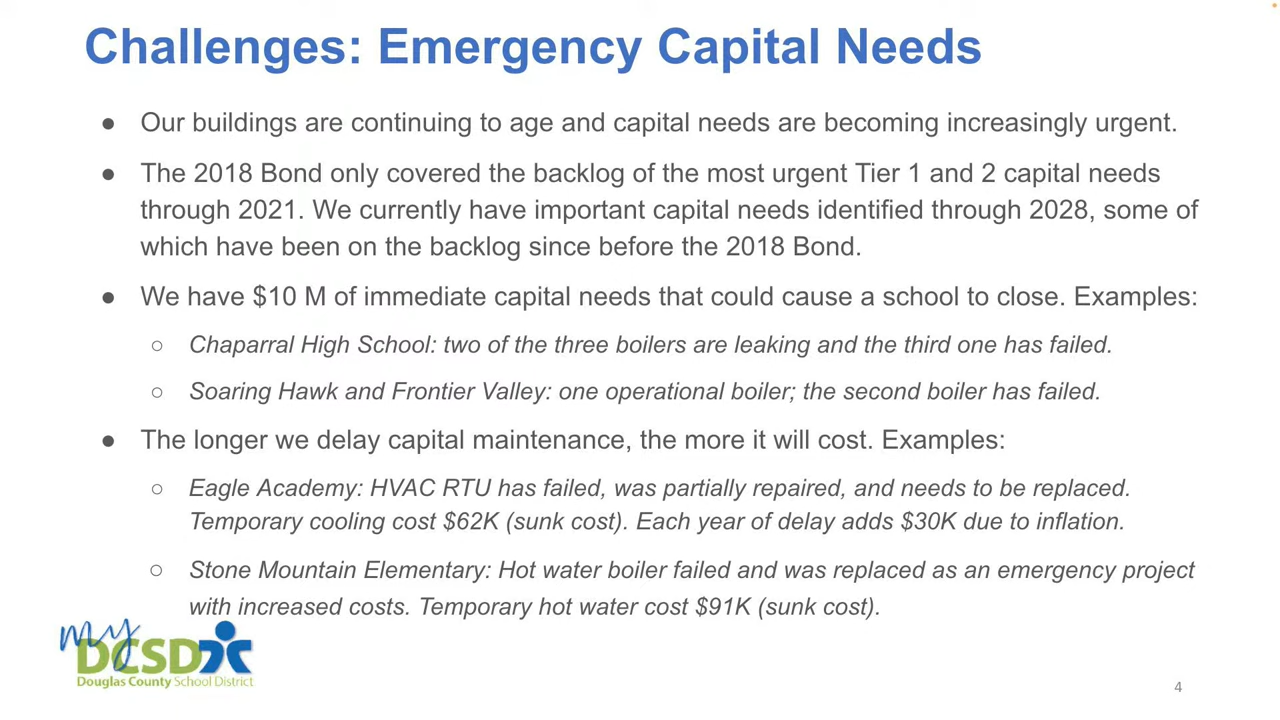 Challenges: Emergency Capital Needs
● Our buildings are continuing to age and capital needs are becoming increasingly urgent.
● The 2018 Bond only covered the backlog of the most urgent Tier 1 and 2 capital needs
through 2021. We currently have important capital needs identified through 2028, some of
which have been on the backlog since before the 2018 Bond.
● We have $10 M of immediate capital needs that could cause a school to close. Examples:
○ Chaparral High School: two of the three boilers are leaking and the third one has failed.
○ Soaring Hawk and Frontier Valley: one operational boiler; the second boiler has failed.
● The longer we delay capital maintenance, the more it will cost. Examples:
○ Eagle Academy: HVAC RTU has failed, was partially repaired, and needs to be replaced.
Temporary cooling cost $62K (sunk cost). Each year of delay adds $30K due to inflation.
○ Stone Mountain Elementary: Hot water boiler failed and was replaced as an emergency project
with increased costs. Temporary hot water cost $91K (sunk cost).
my
DCSD
Douglas County School District
4